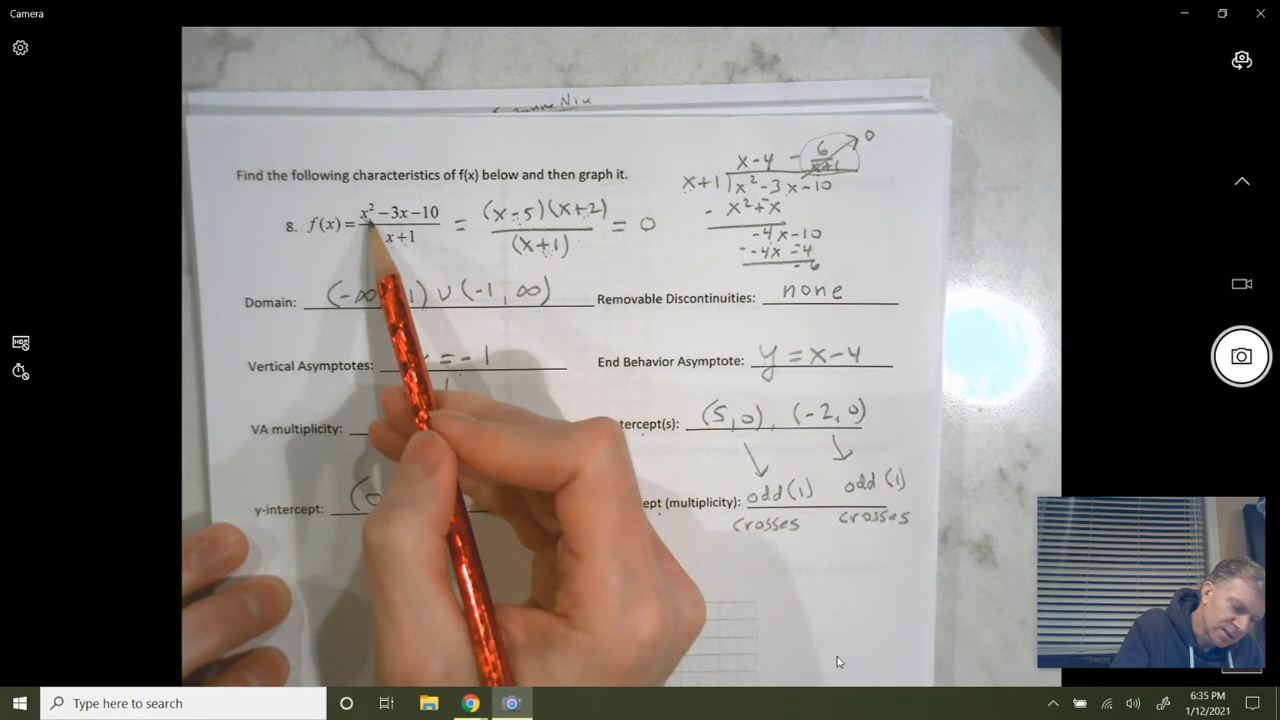 Camera
Find the following characteristics of f(x) below and then graph it.
8. f(x) = x² − 3x − 10 / x + 1 = (x-5)(x+2) / (x+1) = 0
x-4 - 6/x+1 → 0
x+1 x²-3x-10
- x²+x
-4x-10
- -4x-4
-6
Domain: (-∞ 1) ∪ (-1, ∞)
Removable Discontinuities: none
Vertical Asymptotes: = -1
End Behavior Asymptote: y = x-4
VA multiplicity:
tercept(s): (5,0), (-2,0)
y-intercept: (0
ept (multiplicity): odd(1) odd(1)
crosses crosses
Type here to search
6:35 PM
1/12/2021